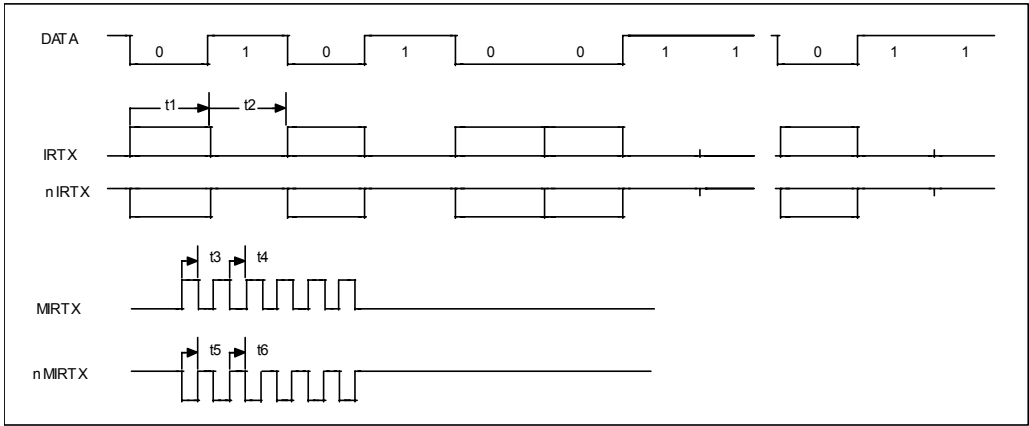 DATA
0 1 0 1 0 0 1 1 0 1 1
t1 t2
IRTX
nIRTX
t3 t4
MIRTX
t5 t6
nMIRTX